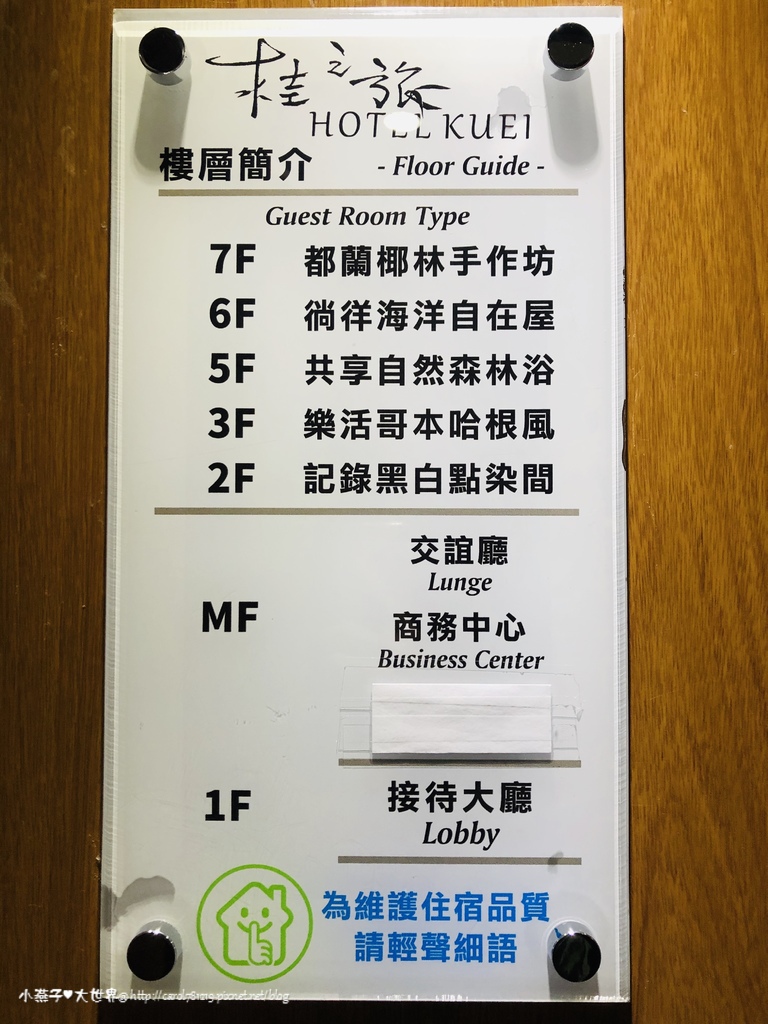 桂之旅
HOTEL KUEI
樓層簡介 - Floor Guide -
Guest Room Type
7F 都蘭椰林手作坊
6F 徜徉海洋自在屋
5F 共享自然森林浴
3F 樂活哥本哈根風
2F 記錄黑白點染間
交誼廳
Lunge
MF
商務中心
Business Center
1F 接待大廳
Lobby
為維護住宿品質
請輕聲細語
小燕子♥大世界@